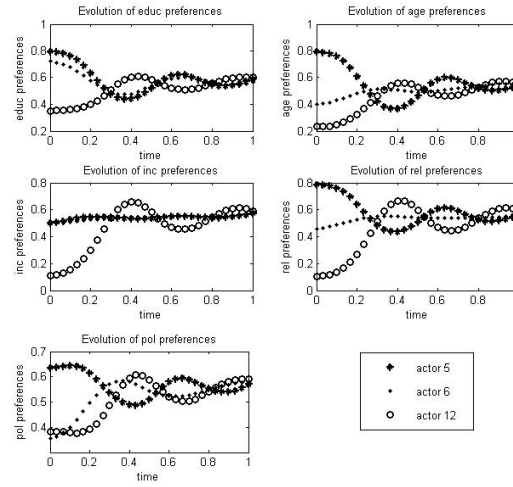 Evolution of educ preferences
1
0.8
0.6
0.4
0.2
educ preferences
0 0.2 0.4 0.6 0.8 1
time
Evolution of age preferences
1
0.8
0.6
0.4
0.2
age preferences
0 0.2 0.4 0.6 0.8
time
Evolution of inc preferences
0.8
0.6
0.4
0.2
0
inc preferences
0 0.2 0.4 0.6 0.8 1
time
Evolution of rel preferences
0.8
0.6
0.4
0.2
0
rel preferences
0 0.2 0.4 0.6 0.8
time
Evolution of pol preferences
0.7
0.6
0.5
0.4
pol preferences
0 0.2 0.4 0.6 0.8 1
time
actor 5
actor 6
actor 12